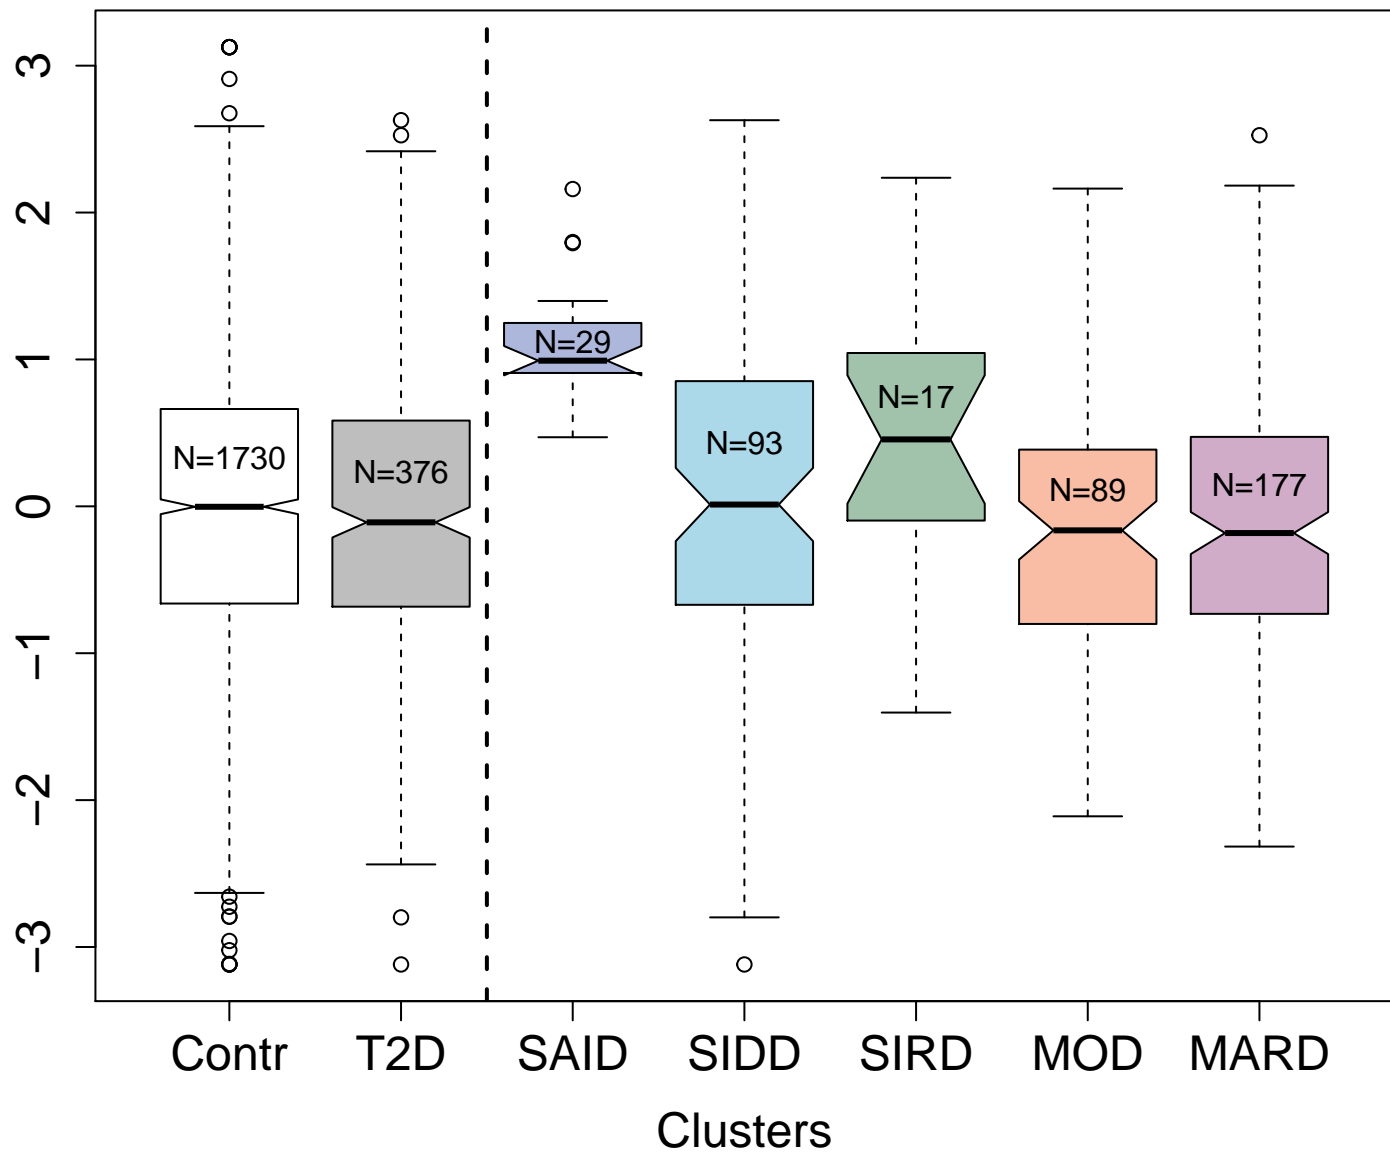 3
2
1
0
−1
−2
−3
N=1730
N=376
N=29
N=93
N=17
N=89
N=177
Contr T2D SAID SIDD SIRD MOD MARD
Clusters